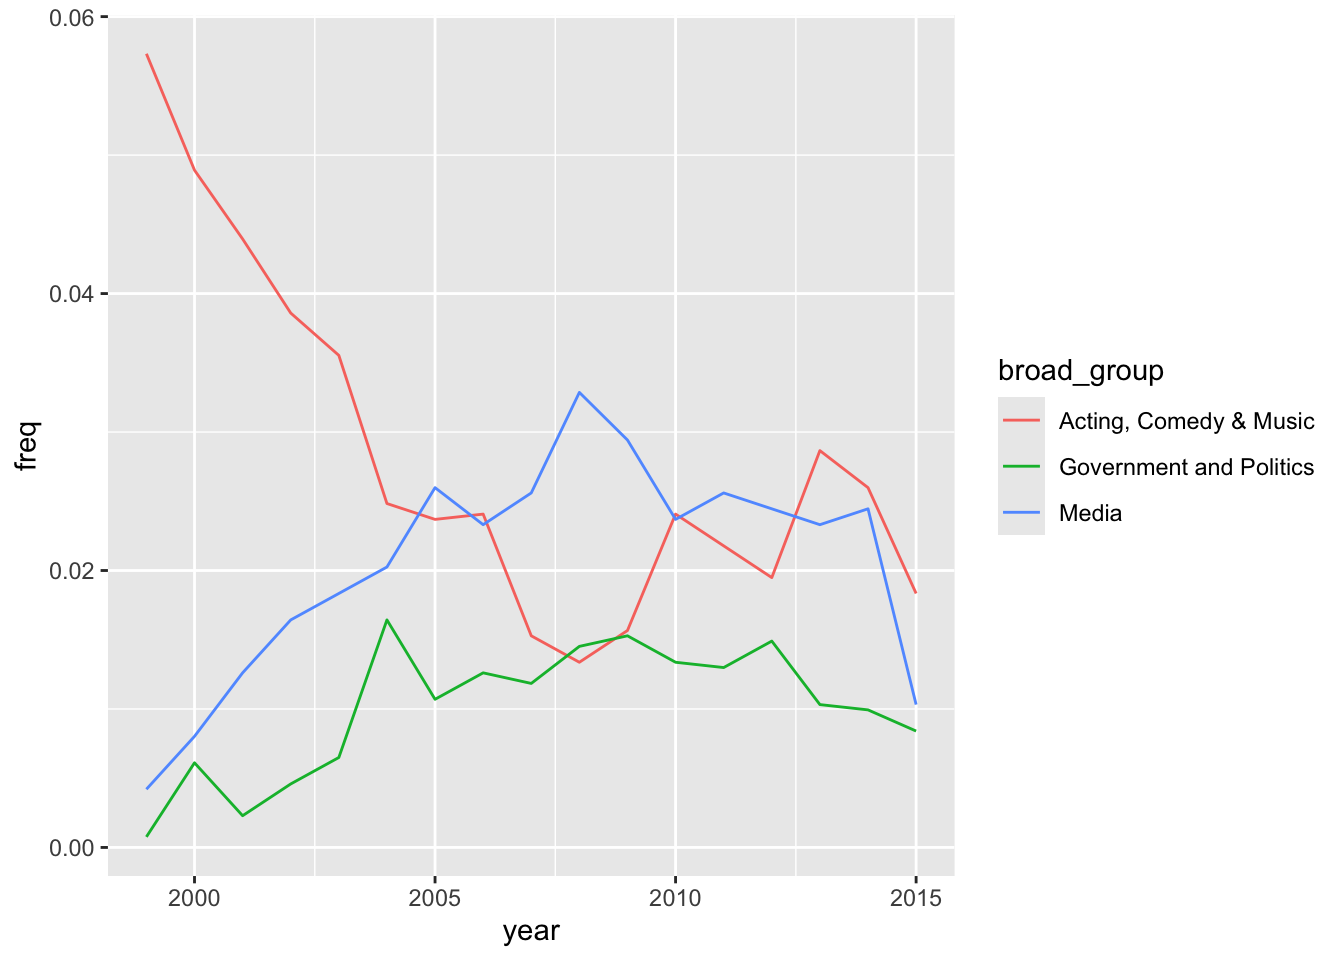 0.06
0.04
0.02
0.00
freq
2000 2005 2010 2015
year
broad_group
Acting, Comedy & Music
Government and Politics
Media